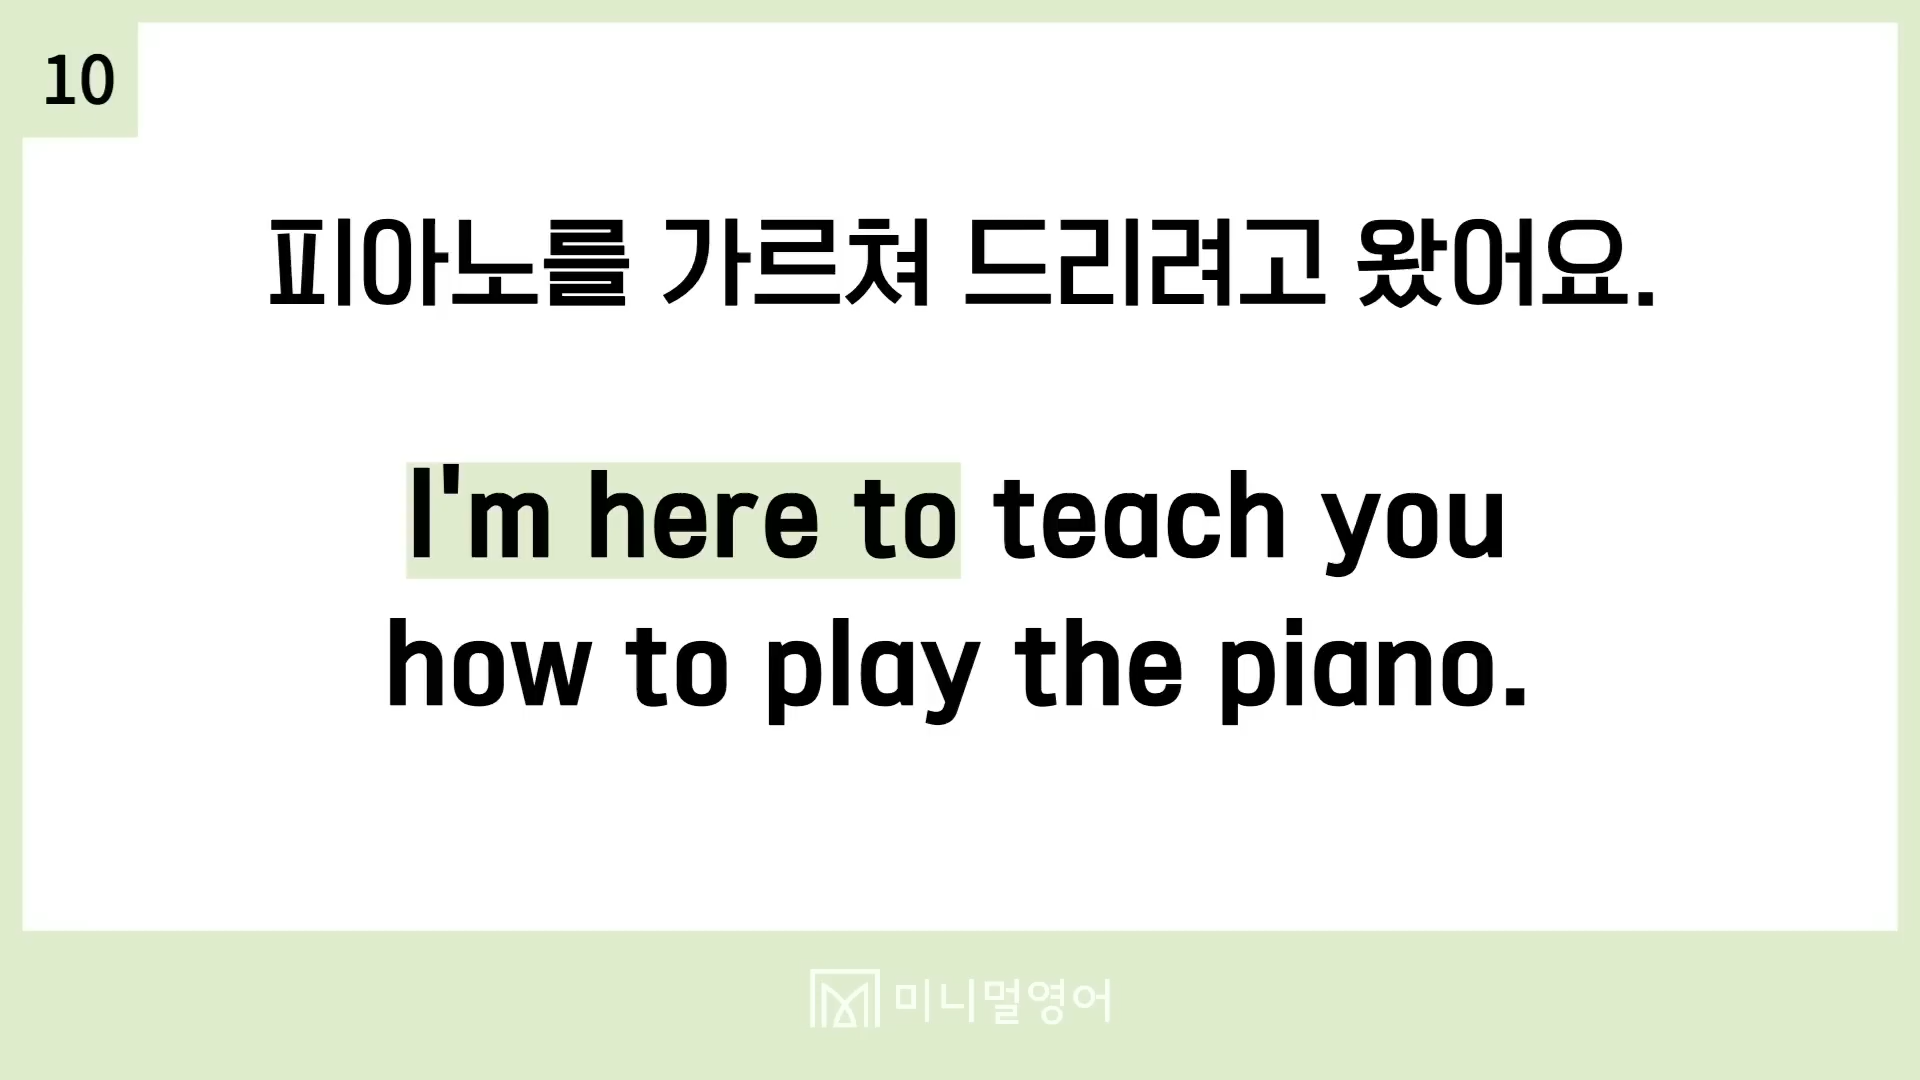 10
피아노를 가르쳐 드리려고 왔어요.
I'm here to teach you
how to play the piano.
미니멀영어